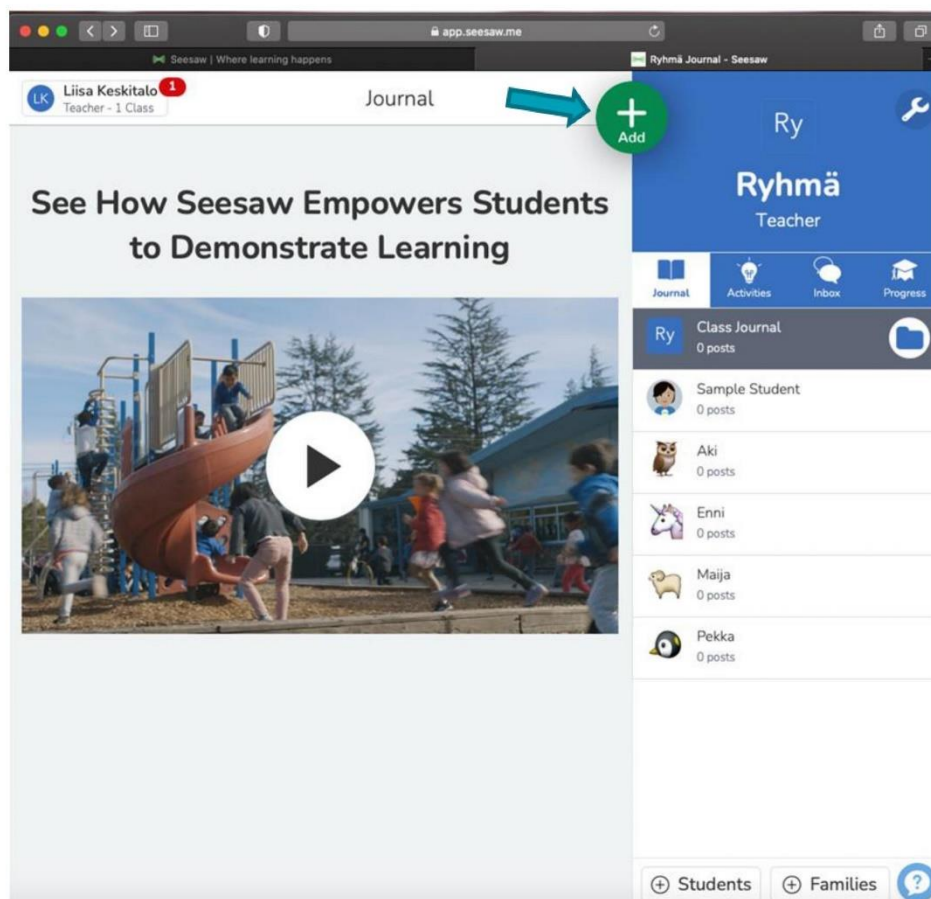 app.seesaw.me
Seesaw | Where learning happens
Ryhmä Journal - Seesaw
LK
Liisa Keskitalo
1
Teacher - 1 Class
Journal
Add
Ry
Ryhmä
Teacher
See How Seesaw Empowers Students
to Demonstrate Learning
Journal
Activities
Inbox
Progress
Ry
Class Journal
0 posts
Sample Student
0 posts
Aki
0 posts
Enni
0 posts
Maija
0 posts
Pekka
0 posts
Students
Families
?